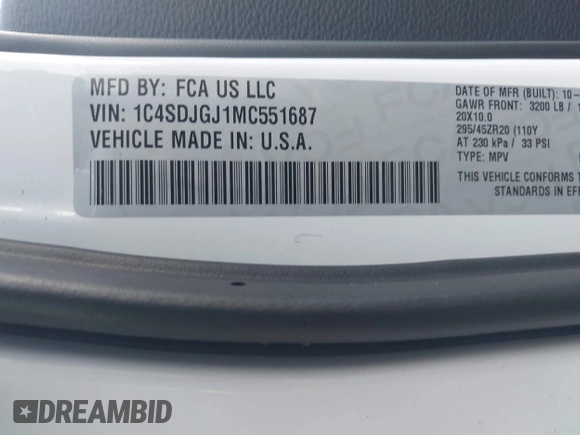 MFD BY: FCA US LLC
VIN: 1C4SDJGJ1MC551687
VEHICLE MADE IN: U.S.A.
DATE OF MFR (BUILT): 10-
GAWR FRONT: 3200 LB / 1
20X10.0
295/45ZR20 (110Y
AT 230 kPa / 33 PSI
TYPE: MPV
THIS VEHICLE CONFORMS T
STANDARDS IN EF
DREAMBID